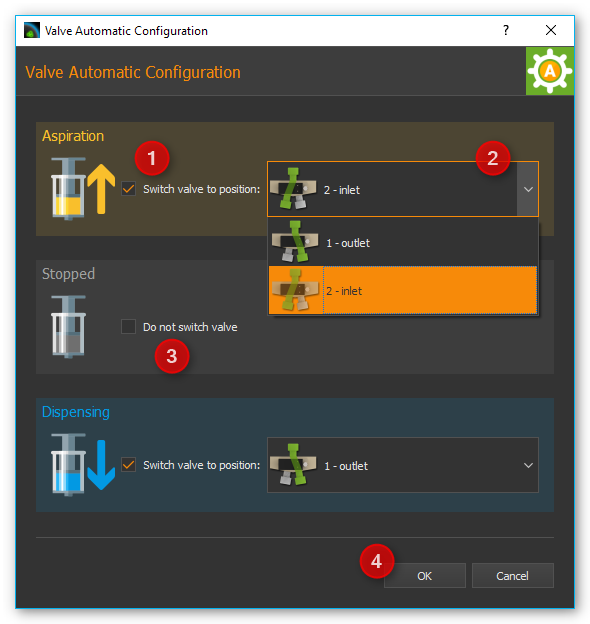 Valve Automatic Configuration
?
Valve Automatic Configuration
A
Aspiration
1
2
Switch valve to position:
2 - inlet
1 - outlet
Stopped
2 - inlet
Do not switch valve
3
Dispensing
Switch valve to position:
1 - outlet
4
OK
Cancel